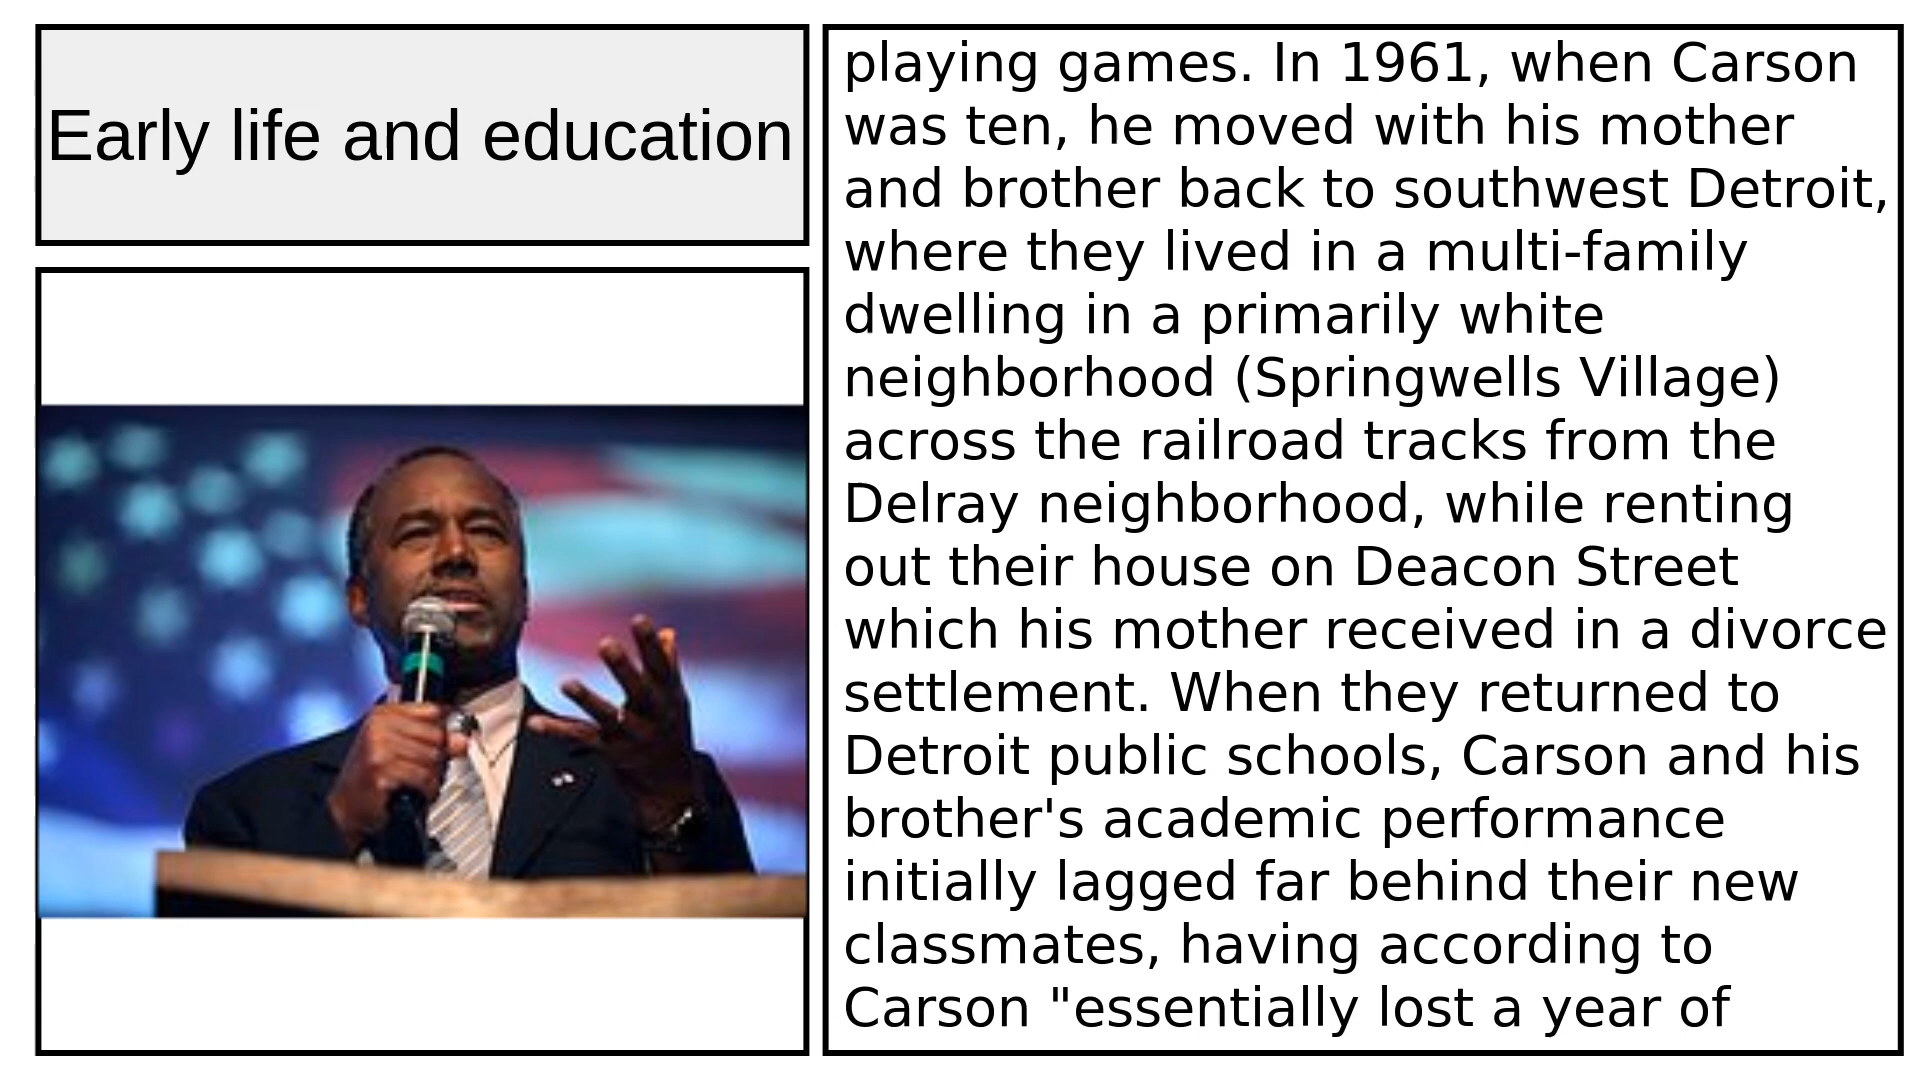 Early life and education
playing games. In 1961, when Carson
was ten, he moved with his mother
and brother back to southwest Detroit,
where they lived in a multi-family
dwelling in a primarily white
neighborhood (Springwells Village)
across the railroad tracks from the
Delray neighborhood, while renting
out their house on Deacon Street
which his mother received in a divorce
settlement. When they returned to
Detroit public schools, Carson and his
brother's academic performance
initially lagged far behind their new
classmates, having according to
Carson "essentially lost a year of